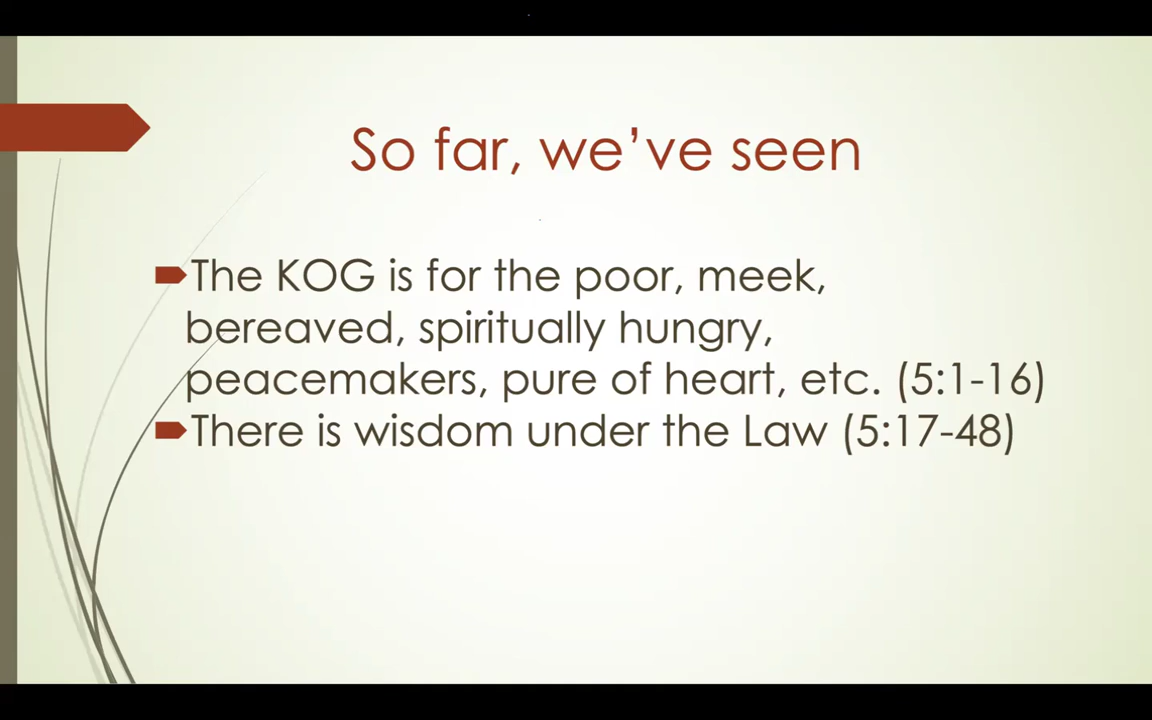 So far, we’ve seen
The KOG is for the poor, meek,
bereaved, spiritually hungry,
peacemakers, pure of heart, etc. (5:1-16)
There is wisdom under the Law (5:17-48)